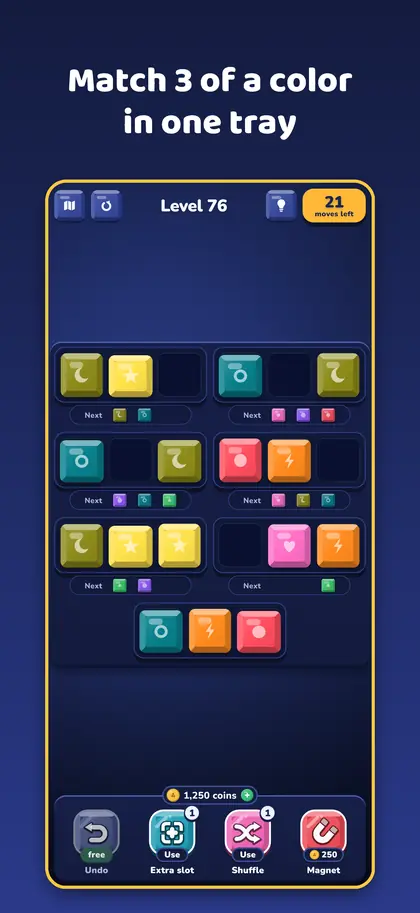 Match 3 of a color
in one tray
Level 76
21
moves left
Next
Next
Next
Next
Next
Next
1,250 coins
1
1
free
Use
Use
250
Undo
Extra slot
Shuffle
Magnet